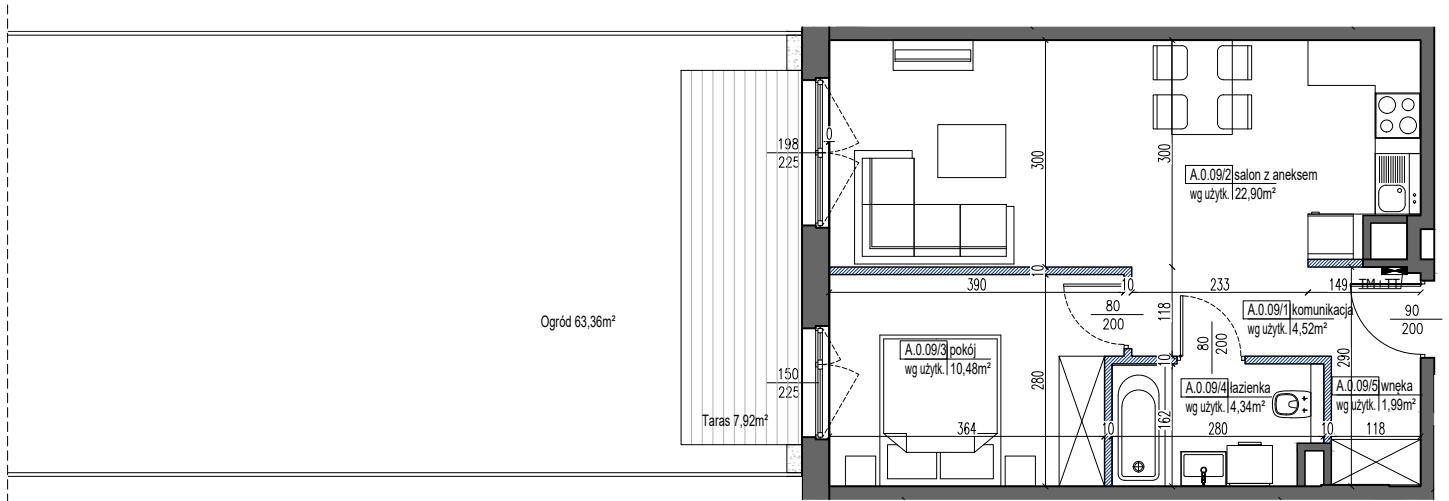 198
225
0
300
300
A.0.09/2 salon z aneksem
wg użytk. 22,90m²
10
390
10
233
149
TM+TT
Ogród 63,36m²
80
200
118
A.0.09/1 komunikacja
wg użytk. 4,52m²
90
200
A.0.09/3 pokój
wg użytk. 10,48m²
80
200
10
290
150
225
280
A.0.09/4 łazienka
wg użytk. 4,34m²
A.0.09/5 wnęka
wg użytk. 1,99m²
Taras 7,92m²
162
364
10
280
10
118